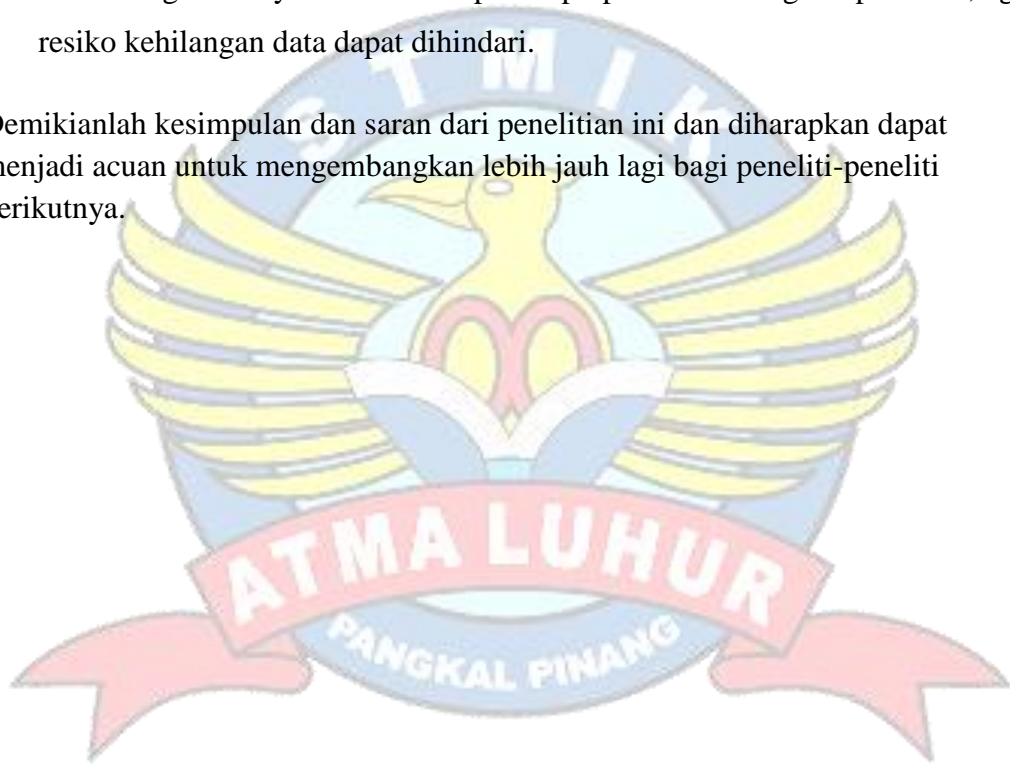 resiko kehilangan data dapat dihindari.
Demikianlah kesimpulan dan saran dari penelitian ini dan diharapkan dapat
menjadi acuan untuk mengembangkan lebih jauh lagi bagi peneliti-peneliti
berikutnya.
STMIK
ATMA LUHUR
PANGKAL PINANG